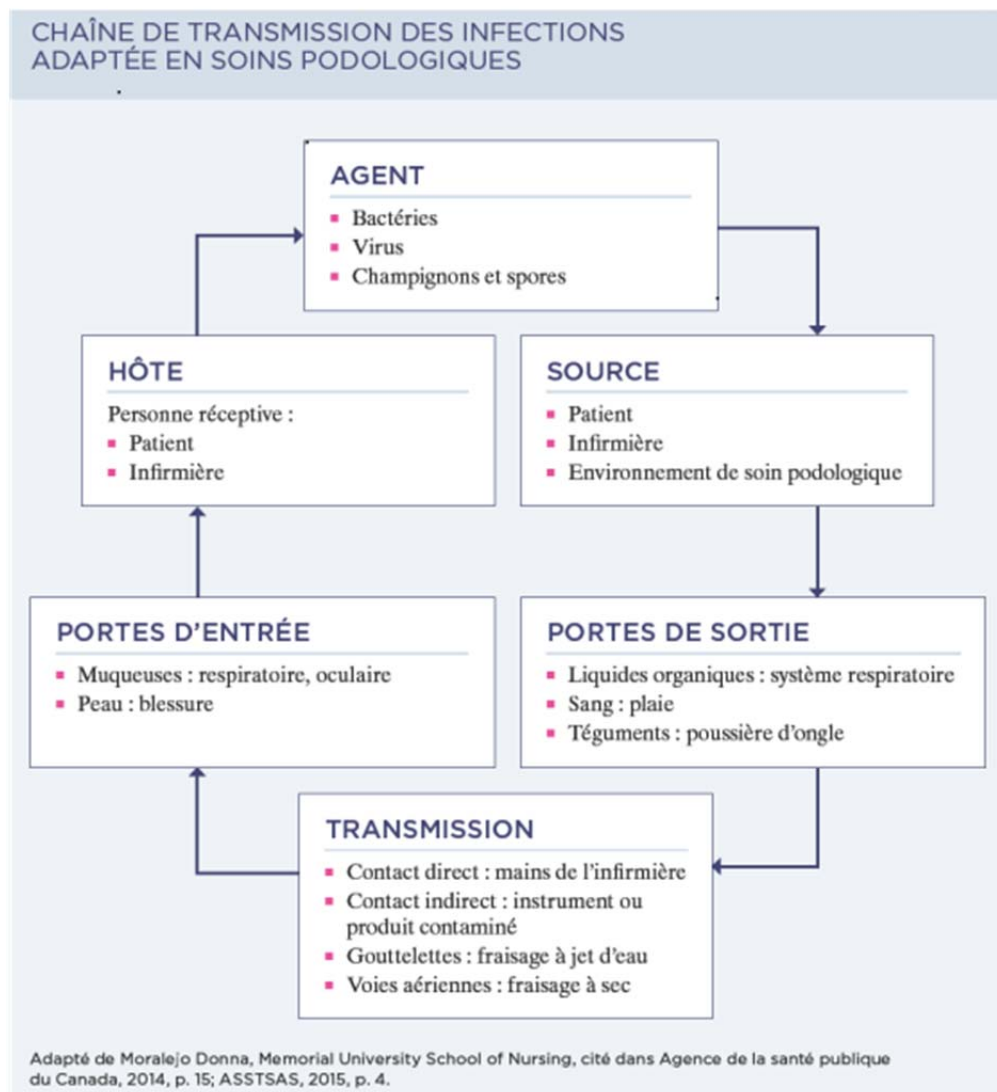 CHAÎNE DE TRANSMISSION DES INFECTIONS
ADAPTÉE EN SOINS PODOLOGIQUES
AGENT
Bactéries
Virus
Champignons et spores
HÔTE
Personne réceptive :
Patient
Infirmière
SOURCE
Patient
Infirmière
Environnement de soin podologique
PORTES D'ENTRÉE
Muqueuses : respiratoire, oculaire
Peau : blessure
PORTES DE SORTIE
Liquides organiques : système respiratoire
Sang : plaie
Téguments : poussière d'ongle
TRANSMISSION
Contact direct : mains de l'infirmière
Contact indirect : instrument ou
produit contaminé
Gouttelettes : fraisage à jet d'eau
Voies aériennes : fraisage à sec
Adapté de Moralejo Donna, Memorial University School of Nursing, cité dans Agence de la santé publique
du Canada, 2014, p. 15; ASSTSAS, 2015, p. 4.